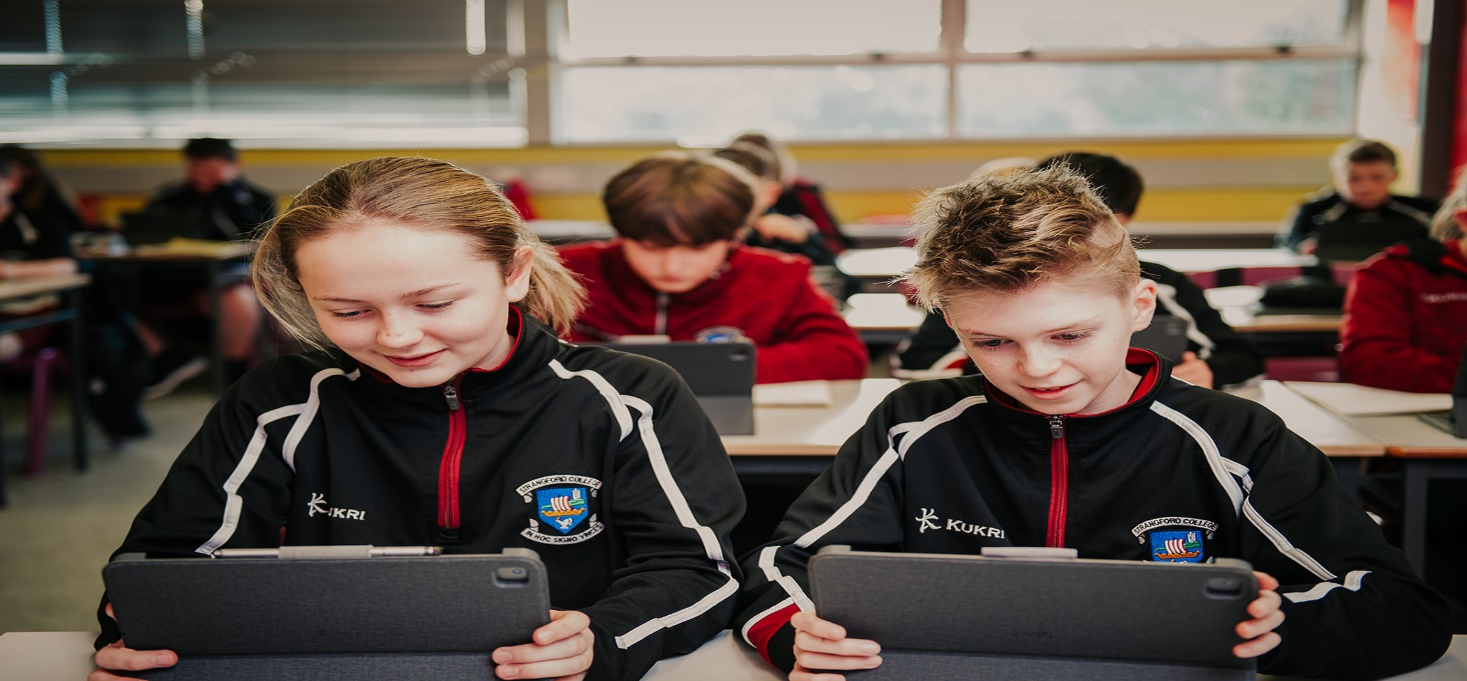 STRANGFORD COLLEGE
KUKRI
IN HOC SIGNO VINCES
KUKRI
STRANGFORD COLLEGE